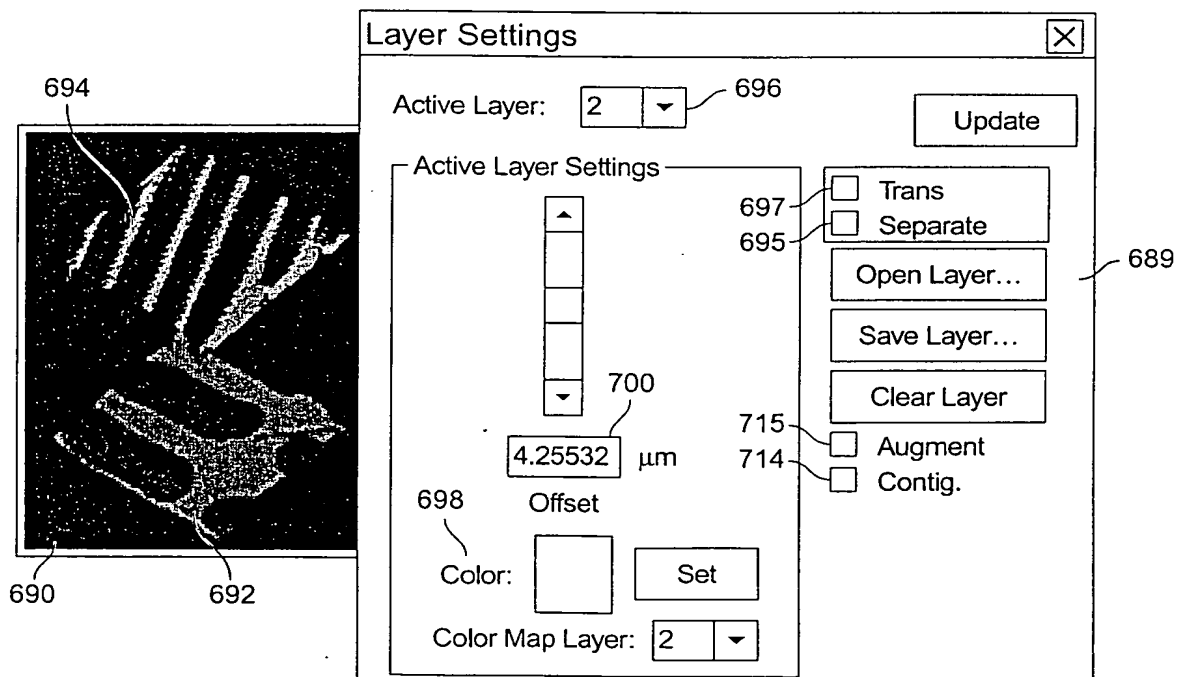 Layer Settings
694
Active Layer: 2
696
Update
Active Layer Settings
697 Trans
695 Separate
Open Layer...
689
Save Layer...
Clear Layer
700
715 Augment
4.25532 μm
714 Contig.
Offset
698
Color: Set
690
692
Color Map Layer: 2